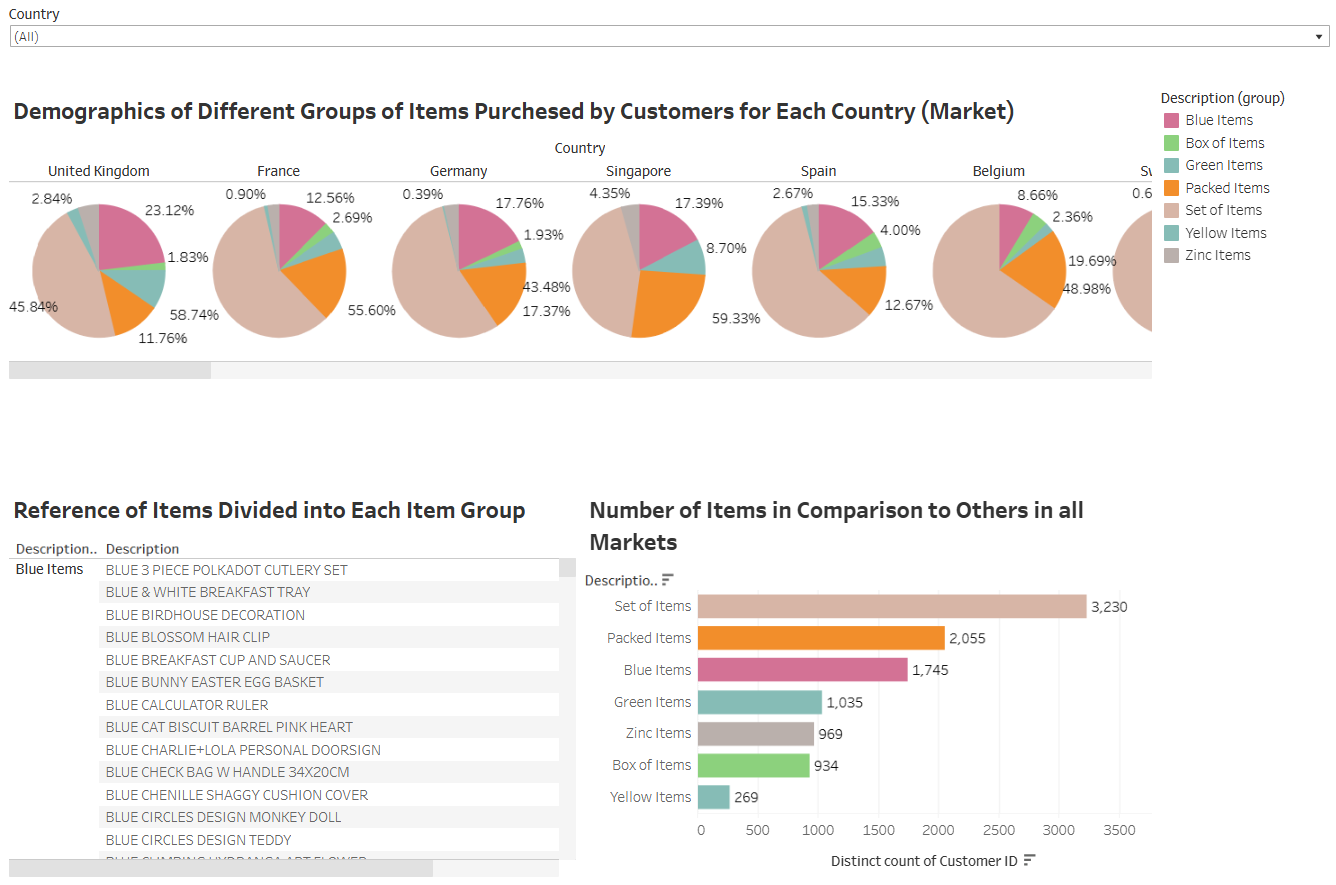 Country
(All)
Demographics of Different Groups of Items Purchesed by Customers for Each Country (Market)
Country
United Kingdom France Germany Singapore Spain Belgium
2.84% 23.12% 1.83% 45.84% 11.76%
0.90% 12.56% 2.69% 58.74%
0.39% 17.76% 1.93% 55.60% 17.37%
4.35% 17.39% 8.70% 43.48%
2.67% 15.33% 4.00% 59.33% 12.67%
8.66% 2.36% 19.69% 48.98%
0.6
Description (group)
Blue Items
Box of Items
Green Items
Packed Items
Set of Items
Yellow Items
Zinc Items
Reference of Items Divided into Each Item Group
Description.. Description
Blue Items BLUE 3 PIECE POLKADOT CUTLERY SET
BLUE & WHITE BREAKFAST TRAY
BLUE BIRDHOUSE DECORATION
BLUE BLOSSOM HAIR CLIP
BLUE BREAKFAST CUP AND SAUCER
BLUE BUNNY EASTER EGG BASKET
BLUE CALCULATOR RULER
BLUE CAT BISCUIT BARREL PINK HEART
BLUE CHARLIE+LOLA PERSONAL DOORSIGN
BLUE CHECK BAG W HANDLE 34X20CM
BLUE CHENILLE SHAGGY CUSHION COVER
BLUE CIRCLES DESIGN MONKEY DOLL
BLUE CIRCLES DESIGN TEDDY
Number of Items in Comparison to Others in all
Markets
Descriptio..
Set of Items 3,230
Packed Items 2,055
Blue Items 1,745
Green Items 1,035
Zinc Items 969
Box of Items 934
Yellow Items 269
0 500 1000 1500 2000 2500 3000 3500
Distinct count of Customer ID